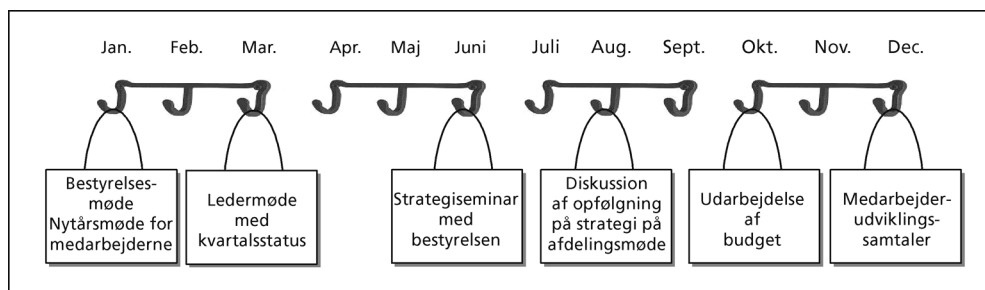 Jan. Feb. Mar. Apr. Maj Juni Juli Aug. Sept. Okt. Nov. Dec.
Bestyrelses-
møde
Nytårsmøde for
medarbejderne
Ledermøde
med
kvartalsstatus
Strategiseminar
med
bestyrelsen
Diskussion
af opfølgning
på strategi på
afdelingsmøde
Udarbejdelse
af
budget
Medarbejder-
udviklings-
samtaler